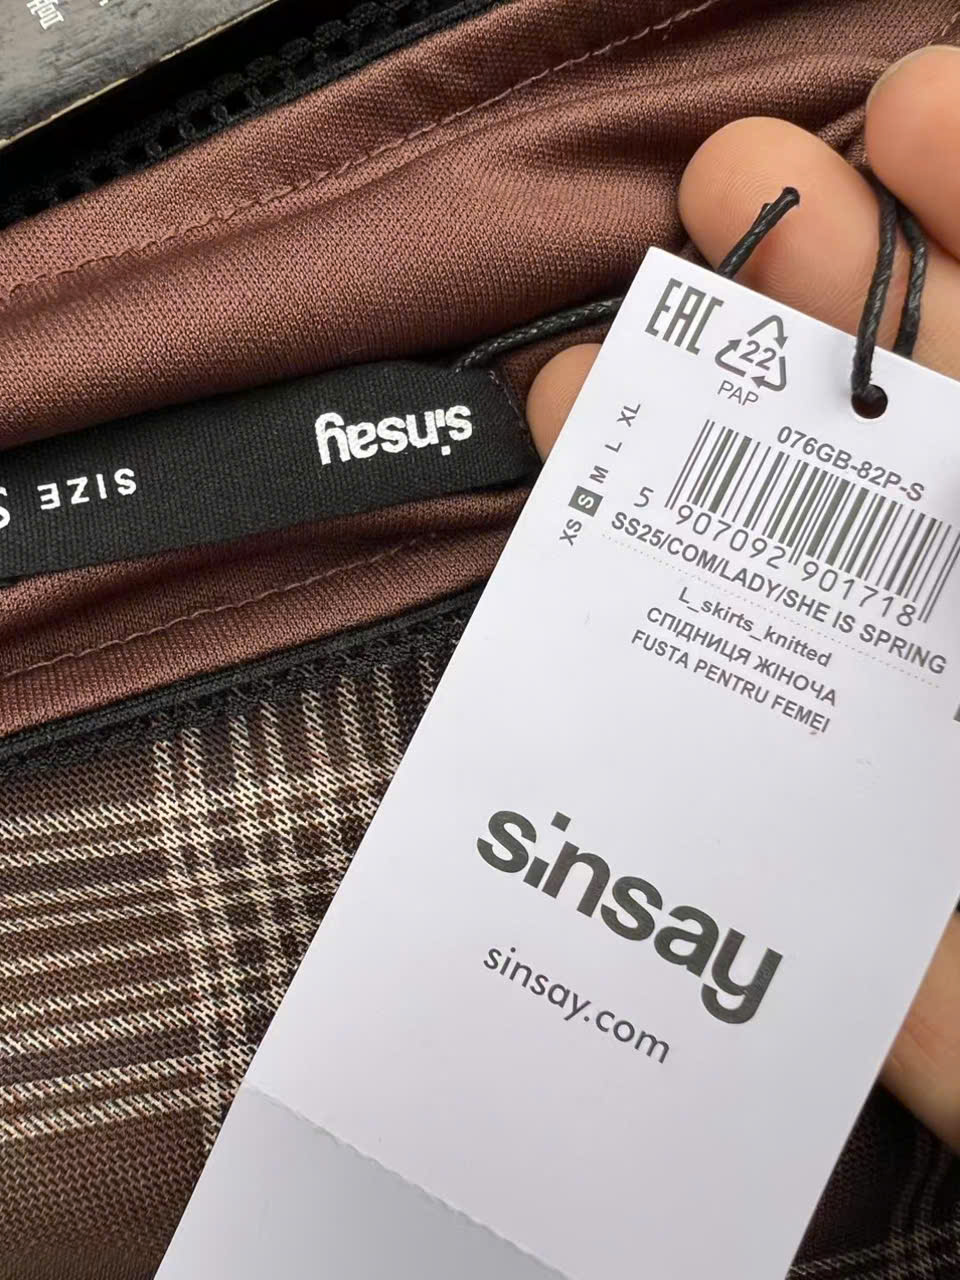 EAC
22
PAP
076GB-82P-S
XS S M L XL
5 907092 901718
SS25/COM/LADY/SHE IS SPRING
L_skirts_knitted
СПІДНИЦЯ ЖІНОЧА
FUSTA PENTRU FEMEI
sinsay
sinsay.com
sinsay
SIZE S